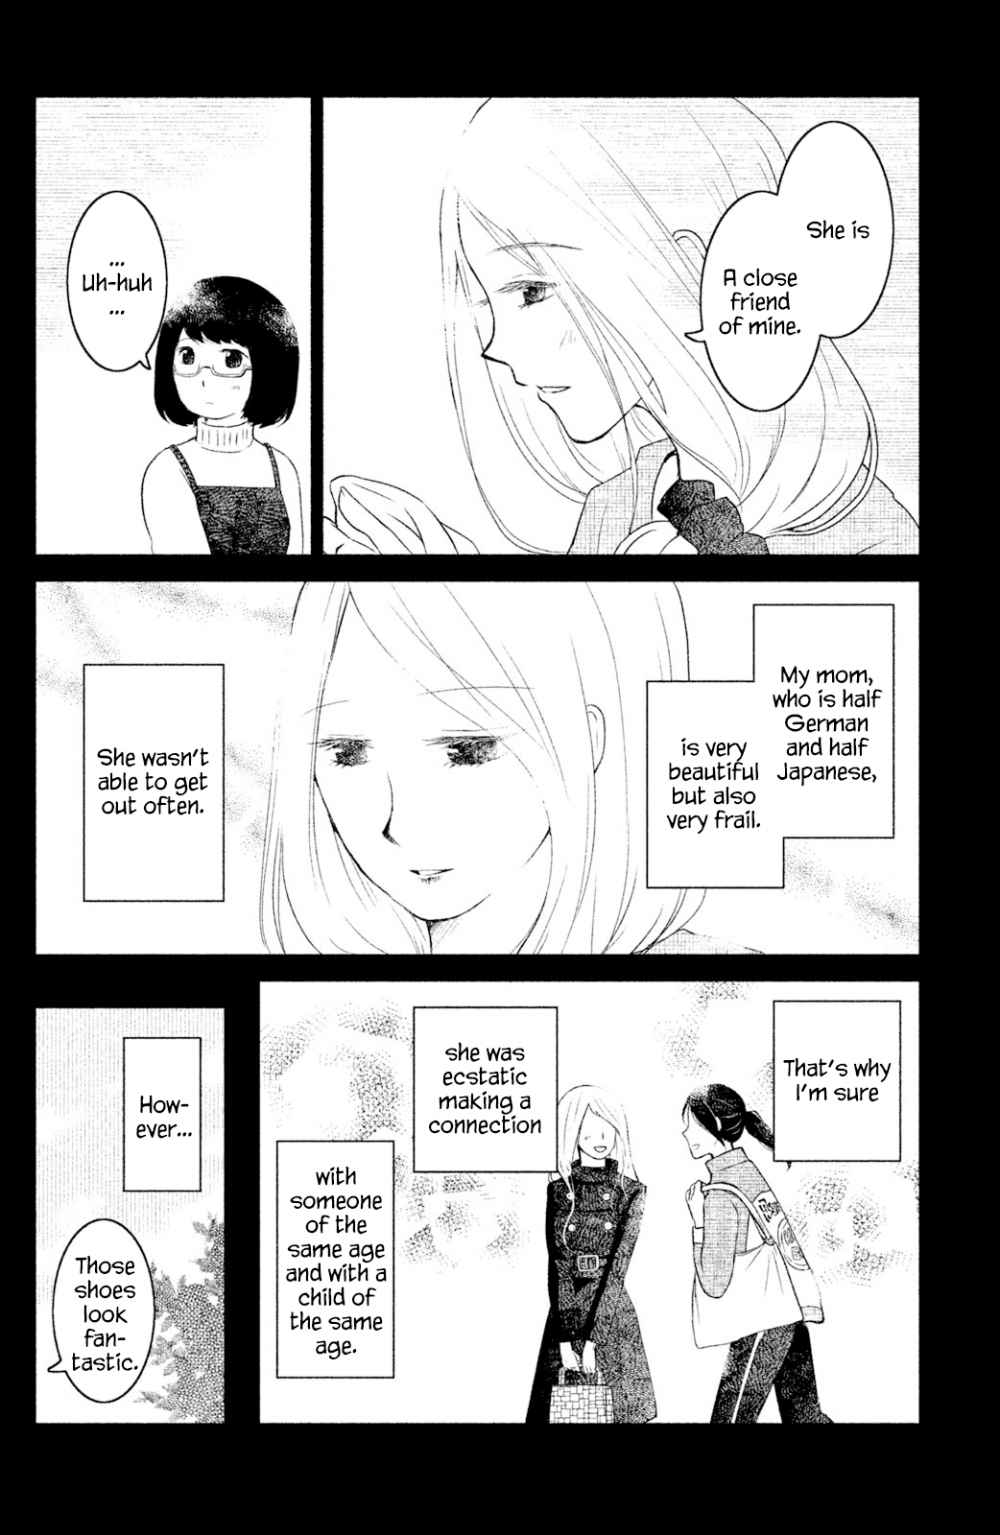 She is
A close
friend
of mine.
...
Uh-huh
...
My mom,
who is half
German
and half
Japanese,
is very
beautiful
but also
very frail.
She wasn't
able to get
out often.
That's why
I'm sure
she was
ecstatic
making a
connection
with
someone
of the
same age
and with a
child of
the same
age.
How-
ever...
Those
shoes
look
fan-
tastic.